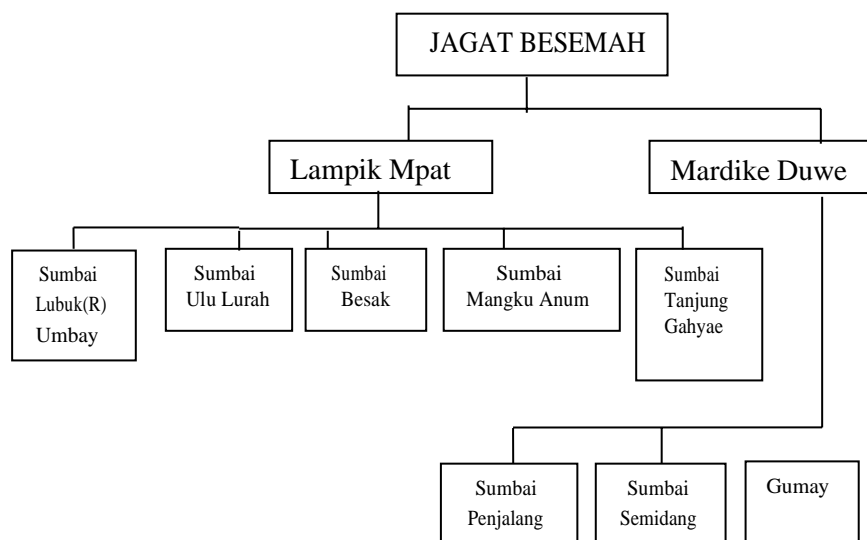 JAGAT BESEMAH
Lampik Mpat
Mardike Duwe
Sumbai
Lubuk(R)
Umbay
Sumbai
Ulu Lurah
Sumbai
Besak
Sumbai
Mangku Anum
Sumbai
Tanjung
Gahyae
Sumbai
Penjalang
Sumbai
Semidang
Gumay